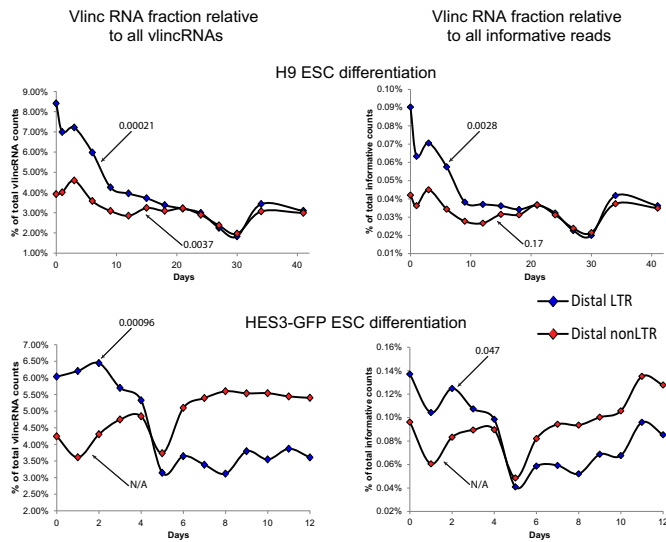 Vlinc RNA fraction relative
to all vlincRNAs
Vlinc RNA fraction relative
to all informative reads
H9 ESC differentiation
% of total vlincRNA counts
9.00%
8.00%
7.00%
6.00%
5.00%
4.00%
3.00%
2.00%
1.00%
0.00021
0.0037
0 10 20 30 40
Days
% of total informative counts
0.10%
0.09%
0.08%
0.07%
0.06%
0.05%
0.04%
0.03%
0.02%
0.01%
0.0028
0.17
0 10 20 30 40
Days
Distal LTR
Distal nonLTR
HES3-GFP ESC differentiation
% of total vlincRNA counts
7.00%
6.50%
6.00%
5.50%
5.00%
4.50%
4.00%
3.50%
3.00%
2.50%
2.00%
0.00096
N/A
0 2 4 6 8 10 12
Days
% of total informative counts
0.16%
0.14%
0.12%
0.10%
0.08%
0.06%
0.04%
0.02%
0.047
N/A
0 2 4 6 8 10 12
Days